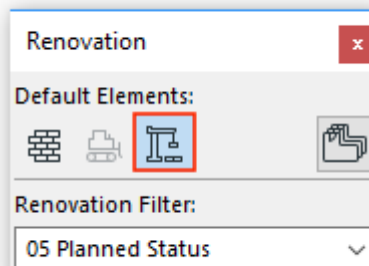 Renovation
x
Default Elements:
Renovation Filter:
05 Planned Status